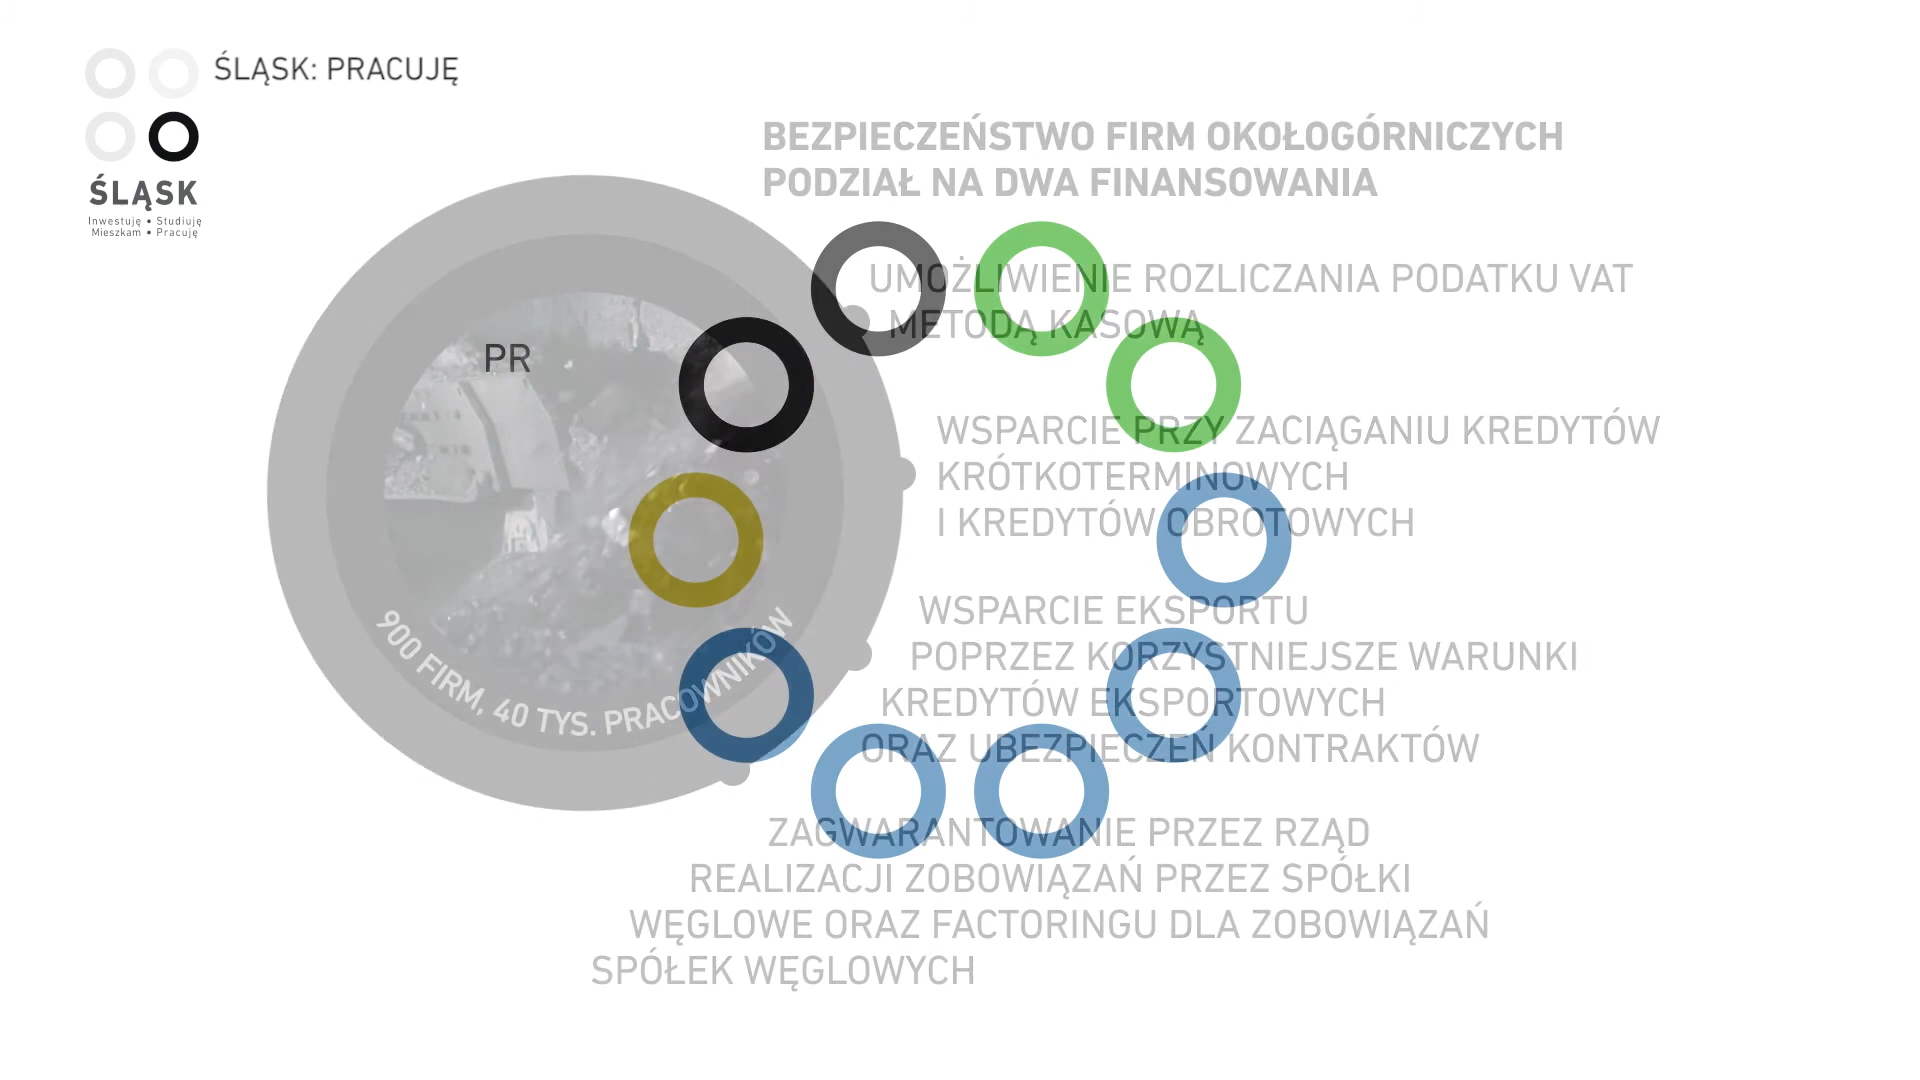 ŚLĄSK: PRACUJĘ
ŚLĄSK
Inwestuję • Studiuję
Mieszkam • Pracuję
BEZPIECZEŃSTWO FIRM OKOŁOGÓRNICZYCH
PODZIAŁ NA DWA FINANSOWANIA
UMOŻLIWIENIE ROZLICZANIA PODATKU VAT
METODĄ KASOWĄ
PR
WSPARCIE PRZY ZACIĄGANIU KREDYTÓW
KRÓTKOTERMINOWYCH
I KREDYTÓW OBROTOWYCH
WSPARCIE EKSPORTU
POPRZEZ KORZYSTNIEJSZE WARUNKI
KREDYTÓW EKSPORTOWYCH
ORAZ UBEZPIECZEŃ KONTRAKTÓW
900 FIRM, 40 TYS. PRACOWNIKÓW
ZAGWARANTOWANIE PRZEZ RZĄD
REALIZACJI ZOBOWIĄZAŃ PRZEZ SPÓŁKI
WĘGLOWE ORAZ FACTORINGU DLA ZOBOWIĄZAŃ
SPÓŁEK WĘGLOWYCH